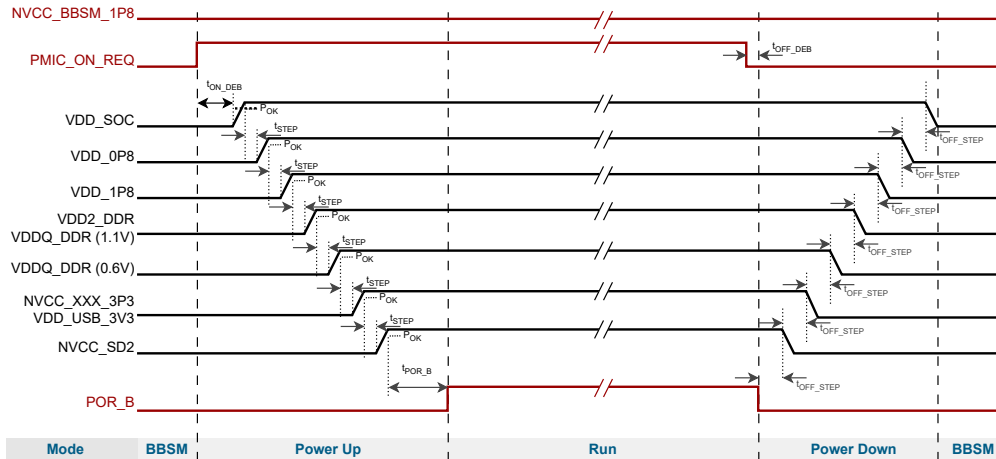 NVCC_BBSM_1P8
PMIC_ON_REQ
tOFF_DEB
tON_DEB
POK
VDD_SOC
tSTEP
tOFF_STEP
POK
VDD_0P8
tSTEP
tOFF_STEP
POK
VDD_1P8
tSTEP
tOFF_STEP
POK
VDD2_DDR
VDDQ_DDR (1.1V)
tSTEP
tOFF_STEP
POK
VDDQ_DDR (0.6V)
tSTEP
tOFF_STEP
POK
NVCC_XXX_3P3
VDD_USB_3V3
tSTEP
tOFF_STEP
POK
NVCC_SD2
tPOR_B
tOFF_STEP
POR_B
Mode BBSM Power Up Run Power Down BBSM